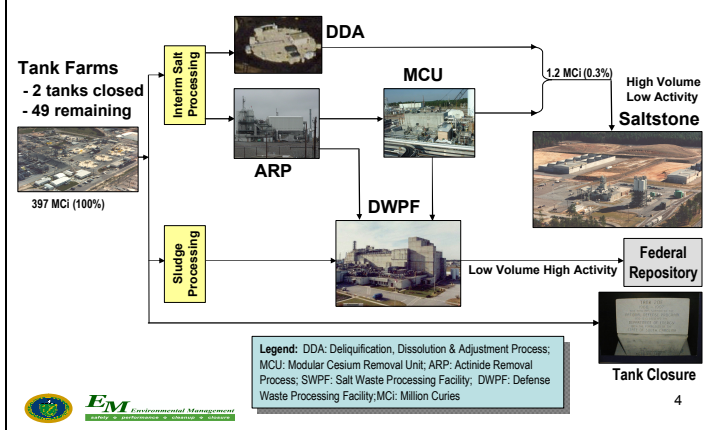 DDA
Tank Farms
- 2 tanks closed
- 49 remaining
397 MCi (100%)
Interim Salt
Processing
MCU
1.2 MCi (0.3%)
High Volume
Low Activity
Saltstone
ARP
DWPF
Sludge
Processing
Low Volume High Activity
Federal
Repository
Tank Closure
Legend: DDA: Deliquification, Dissolution & Adjustment Process;
MCU: Modular Cesium Removal Unit; ARP: Actinide Removal
Process; SWPF: Salt Waste Processing Facility; DWPF: Defense
Waste Processing Facility;MCi: Million Curies
EM Environmental Management
safety performance cleanup closure
4